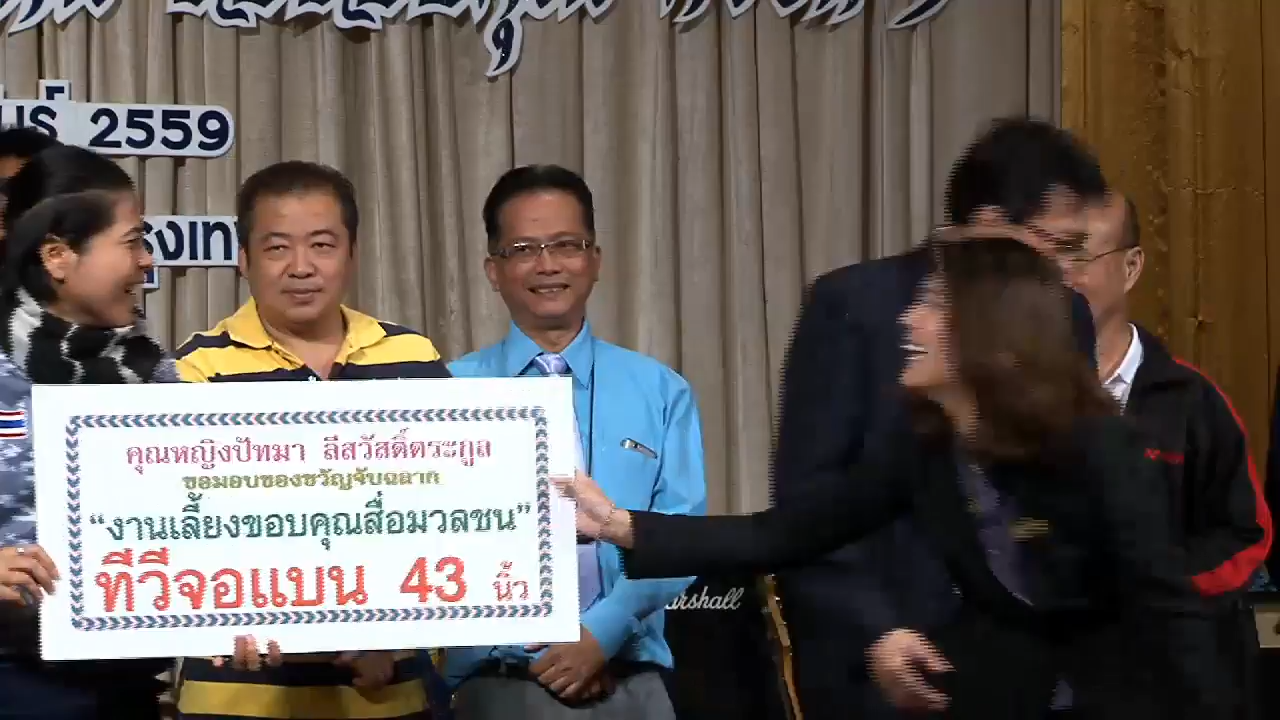 2559
คุณหญิงปัทมา ลีสวัสดิ์ตระกูล
ขอมอบของขวัญจับฉลาก
“งานเลี้ยงขอบคุณสื่อมวลชน”
ทีวีจอแบน 43 นิ้ว